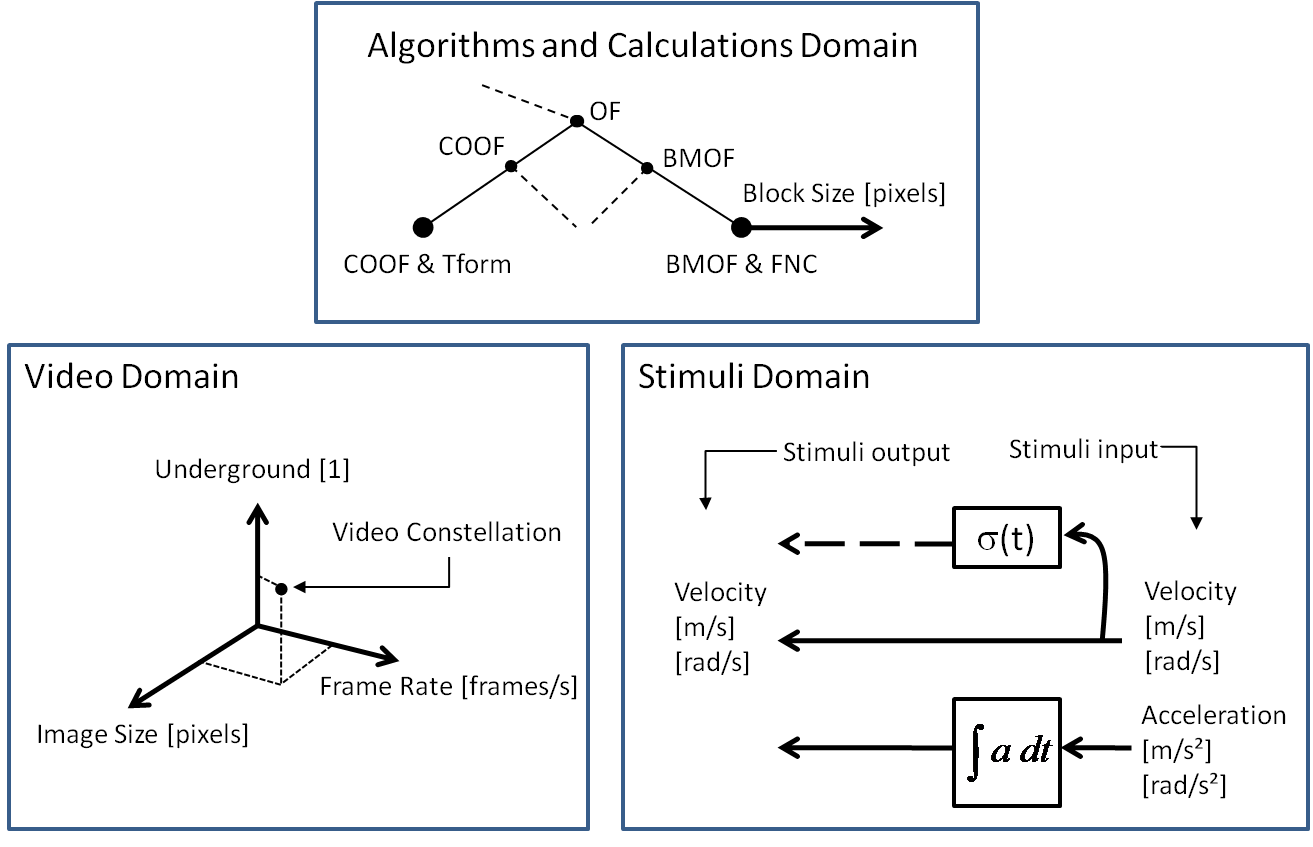 Algorithms and Calculations Domain
OF
COOF
BMOF
Block Size [pixels]
COOF & Tform
BMOF & FNC
Video Domain
Underground [1]
Video Constellation
Frame Rate [frames/s]
Image Size [pixels]
Stimuli Domain
Stimuli output
Stimuli input
σ(t)
Velocity
[m/s]
[rad/s]
Velocity
[m/s]
[rad/s]
∫ a dt
Acceleration
[m/s²]
[rad/s²]